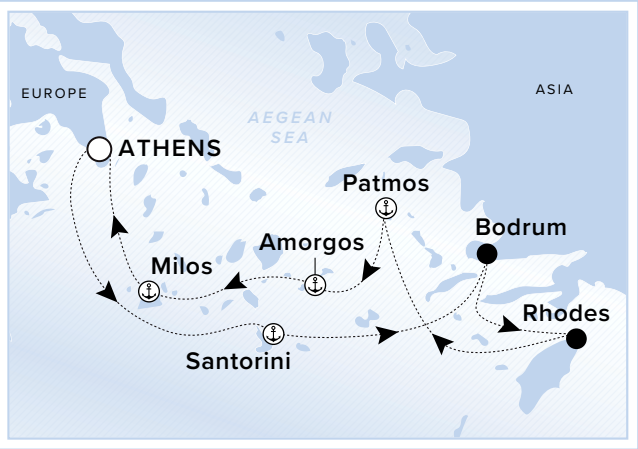 EUROPE
ASIA
AEGEAN
SEA
ATHENS
Patmos
Bodrum
Amorgos
Milos
Rhodes
Santorini